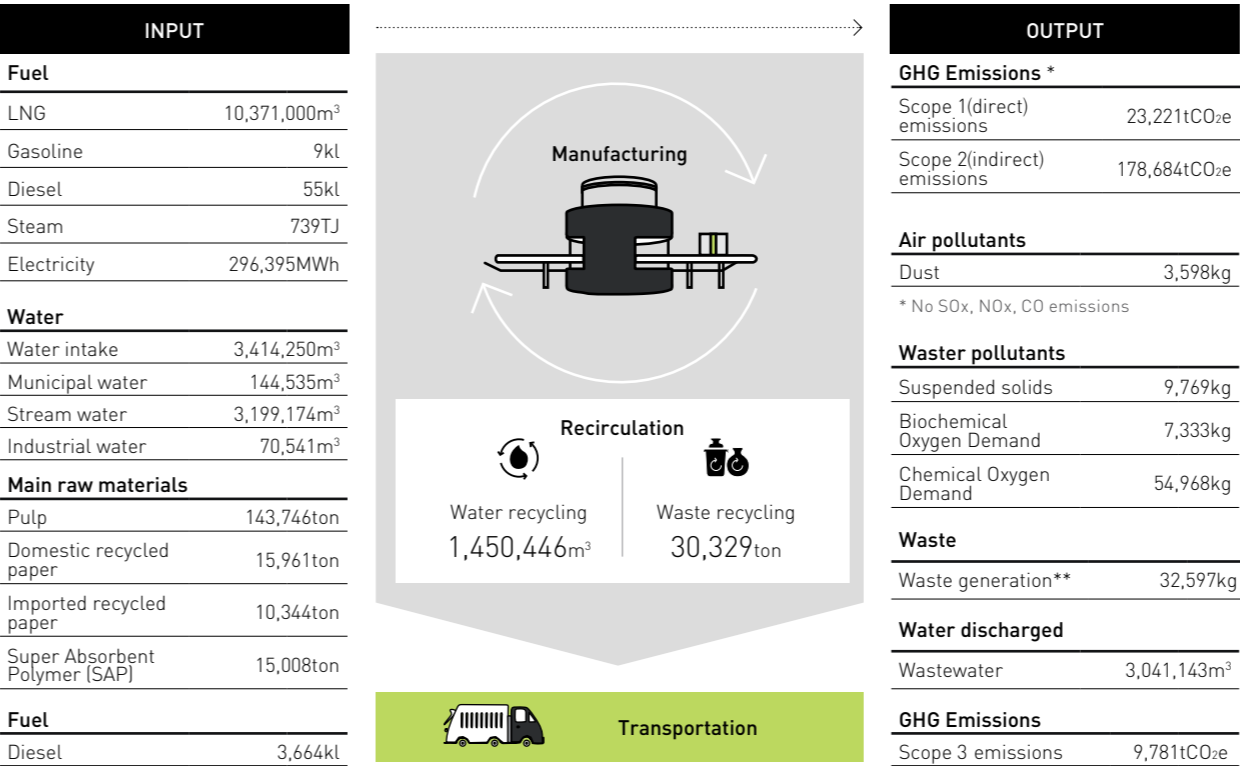 INPUT
Fuel
LNG 10,371,000m³
Gasoline 9kl
Diesel 55kl
Steam 739TJ
Electricity 296,395MWh
Water
Water intake 3,414,250m³
Municipal water 144,535m³
Stream water 3,199,174m³
Industrial water 70,541m³
Main raw materials
Pulp 143,746ton
Domestic recycled
paper 15,961ton
Imported recycled
paper 10,344ton
Super Absorbent
Polymer (SAP) 15,008ton
Fuel
Diesel 3,664kl
Manufacturing
Recirculation
Water recycling
1,450,446m³
Waste recycling
30,329ton
Transportation
OUTPUT
GHG Emissions *
Scope 1(direct)
emissions 23,221tCO₂e
Scope 2(indirect)
emissions 178,684tCO₂e
Air pollutants
Dust 3,598kg
* No SOx, NOx, CO emissions
Waster pollutants
Suspended solids 9,769kg
Biochemical
Oxygen Demand 7,333kg
Chemical Oxygen
Demand 54,968kg
Waste
Waste generation** 32,597kg
Water discharged
Wastewater 3,041,143m³
GHG Emissions
Scope 3 emissions 9,781tCO₂e